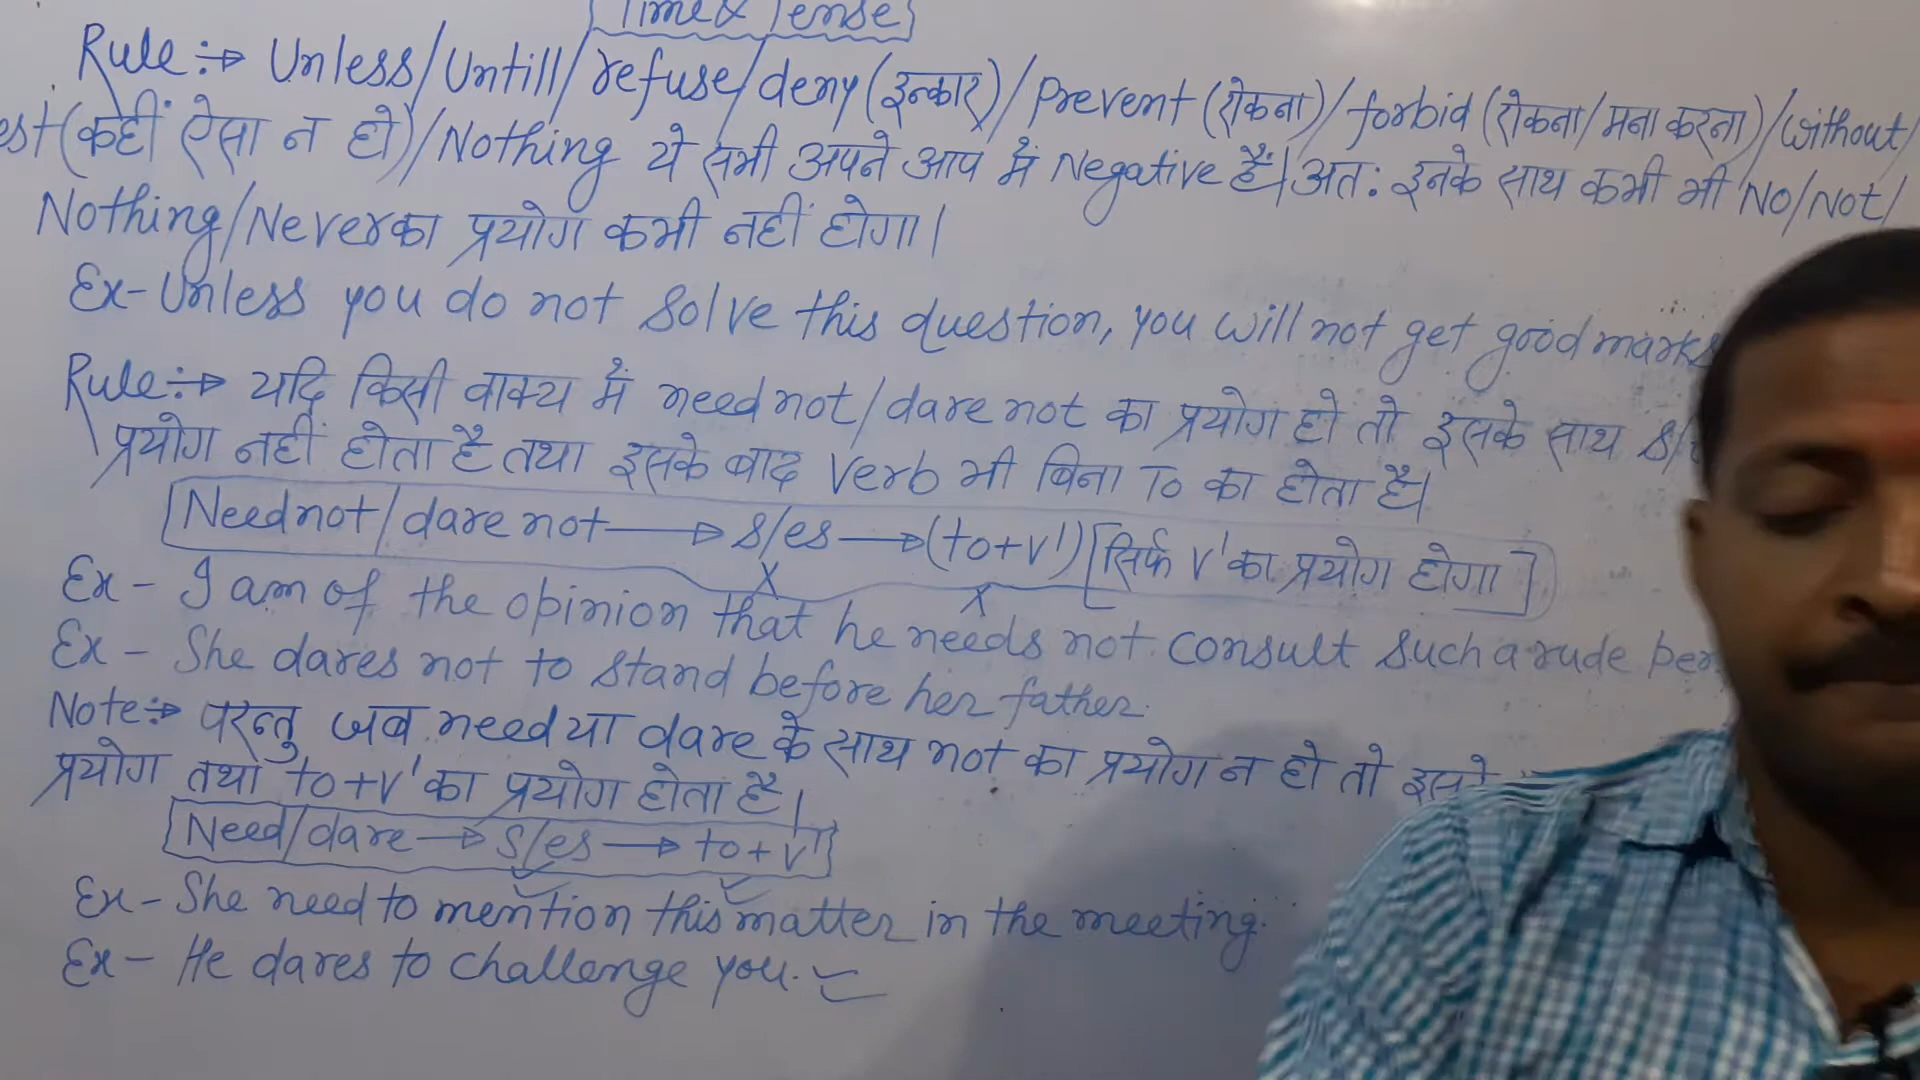 Time & Tense
Rule:→ Unless/Untill/refuse/deny(इन्कार)/Prevent(रोकना)/forbid(रोकना/मना करना)/without/
est(कहीं ऐसा न हो)/Nothing ये सभी अपने आप में Negative हैं। अत: इनके साथ कभी भी No/Not/
Nothing/Never का प्रयोग कभी नहीं होगा।
Ex- Unless you do not solve this question, you will not get good marks
Rule:→ यदि किसी वाक्य में need not/dare not का प्रयोग हो तो इसके साथ s/
प्रयोग नहीं होता है तथा इसके बाद Verb भी बिना To का होता है।
Need not/dare not → s/es → (to+v¹) [सिर्फ v¹ का प्रयोग होगा]
x x
Ex - I am of the opinion that he needs not consult such a rude per
Ex - She dares not to stand before her father.
Note:→ परन्तु जब need या dare के साथ not का प्रयोग न हो तो
प्रयोग तथा to+v¹ का प्रयोग होता है।
Need/dare → s/es → to+v¹
Ex - She need to mention this matter in the meeting.
Ex - He dares to challenge you.